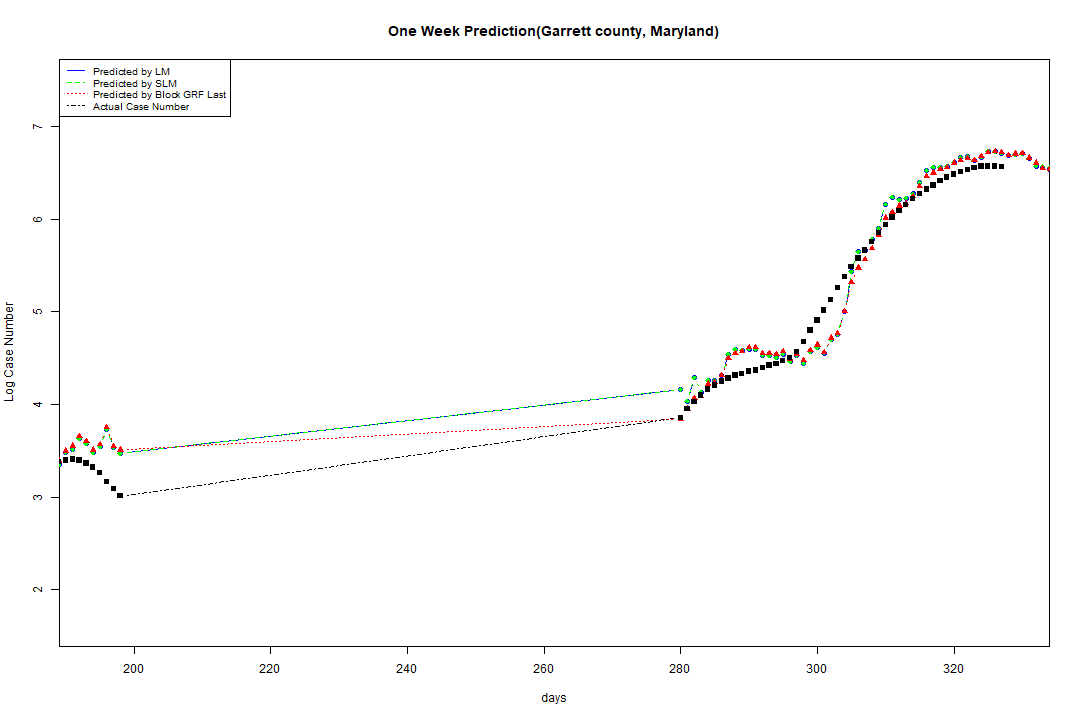 One Week Prediction(Garrett county, Maryland)
Predicted by LM
Predicted by SLM
Predicted by Block GRF Last
Actual Case Number
7
6
5
4
3
2
Log Case Number
200 220 240 260 280 300 320
days